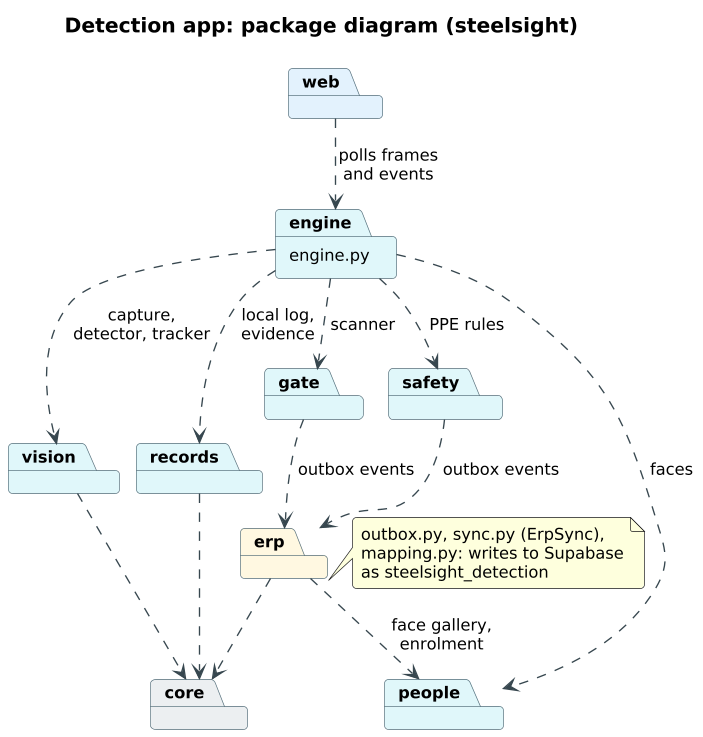 Detection app: package diagram (steelsight)
web
polls frames
and events
engine
engine.py
capture,
detector, tracker
local log,
evidence
scanner
PPE rules
gate
safety
vision
records
outbox events
outbox events
faces
erp
outbox.py, sync.py (ErpSync),
mapping.py: writes to Supabase
as steelsight_detection
face gallery,
enrolment
core
people